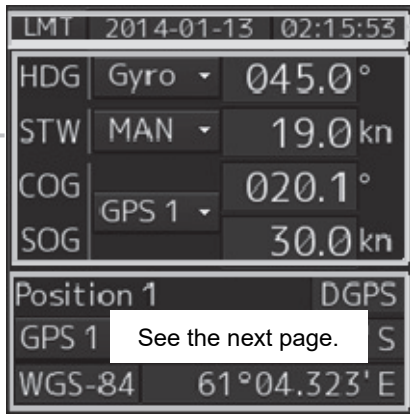 LMT 2014-01-13 02:15:53
HDG Gyro 045.0°
STW MAN 19.0 kn
COG GPS 1 020.1°
SOG 30.0 kn
Position 1 DGPS
GPS 1 See the next page. ' S
WGS-84 61°04.323' E